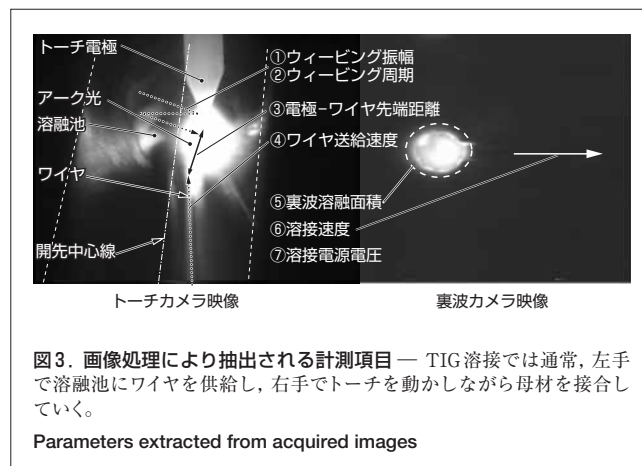 トーチ電極
アーク光
溶融池
ワイヤ
開先中心線
①ウィービング振幅
②ウィービング周期
③電極−ワイヤ先端距離
④ワイヤ送給速度
⑤裏波溶融面積
⑥溶接速度
⑦溶接電源電圧
トーチカメラ映像
裏波カメラ映像
図3. 画像処理により抽出される計測項目 — TIG溶接では通常，左手
で溶融池にワイヤを供給し，右手でトーチを動かしながら母材を接合し
ていく。
Parameters extracted from acquired images